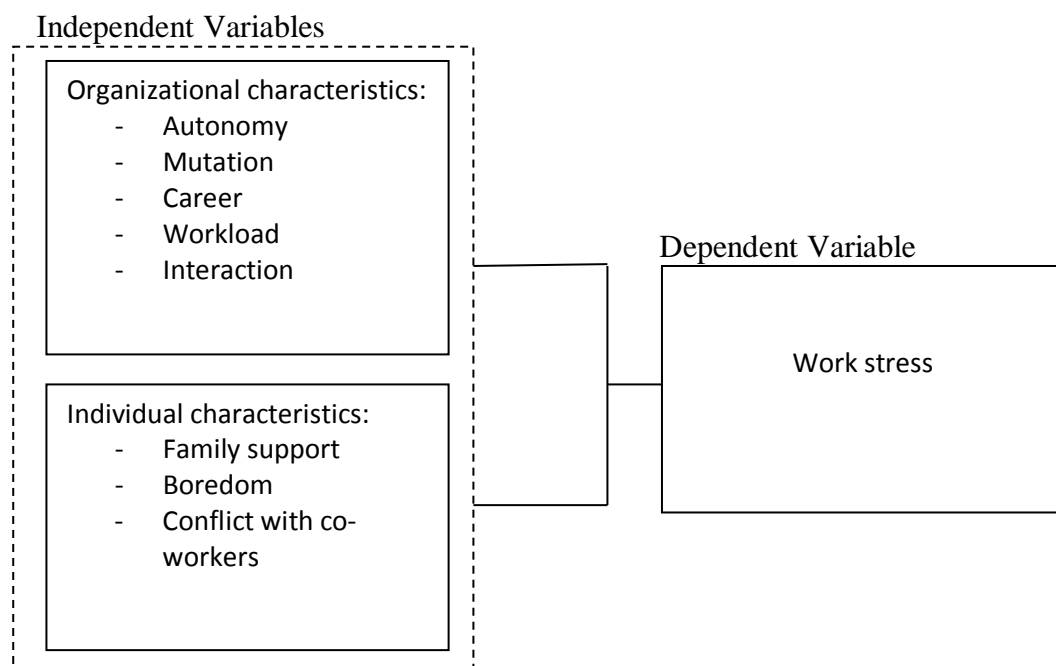 Independent Variables
Organizational characteristics:
- Autonomy
- Mutation
- Career
- Workload
- Interaction
Individual characteristics:
- Family support
- Boredom
- Conflict with co-
workers
Dependent Variable
Work stress